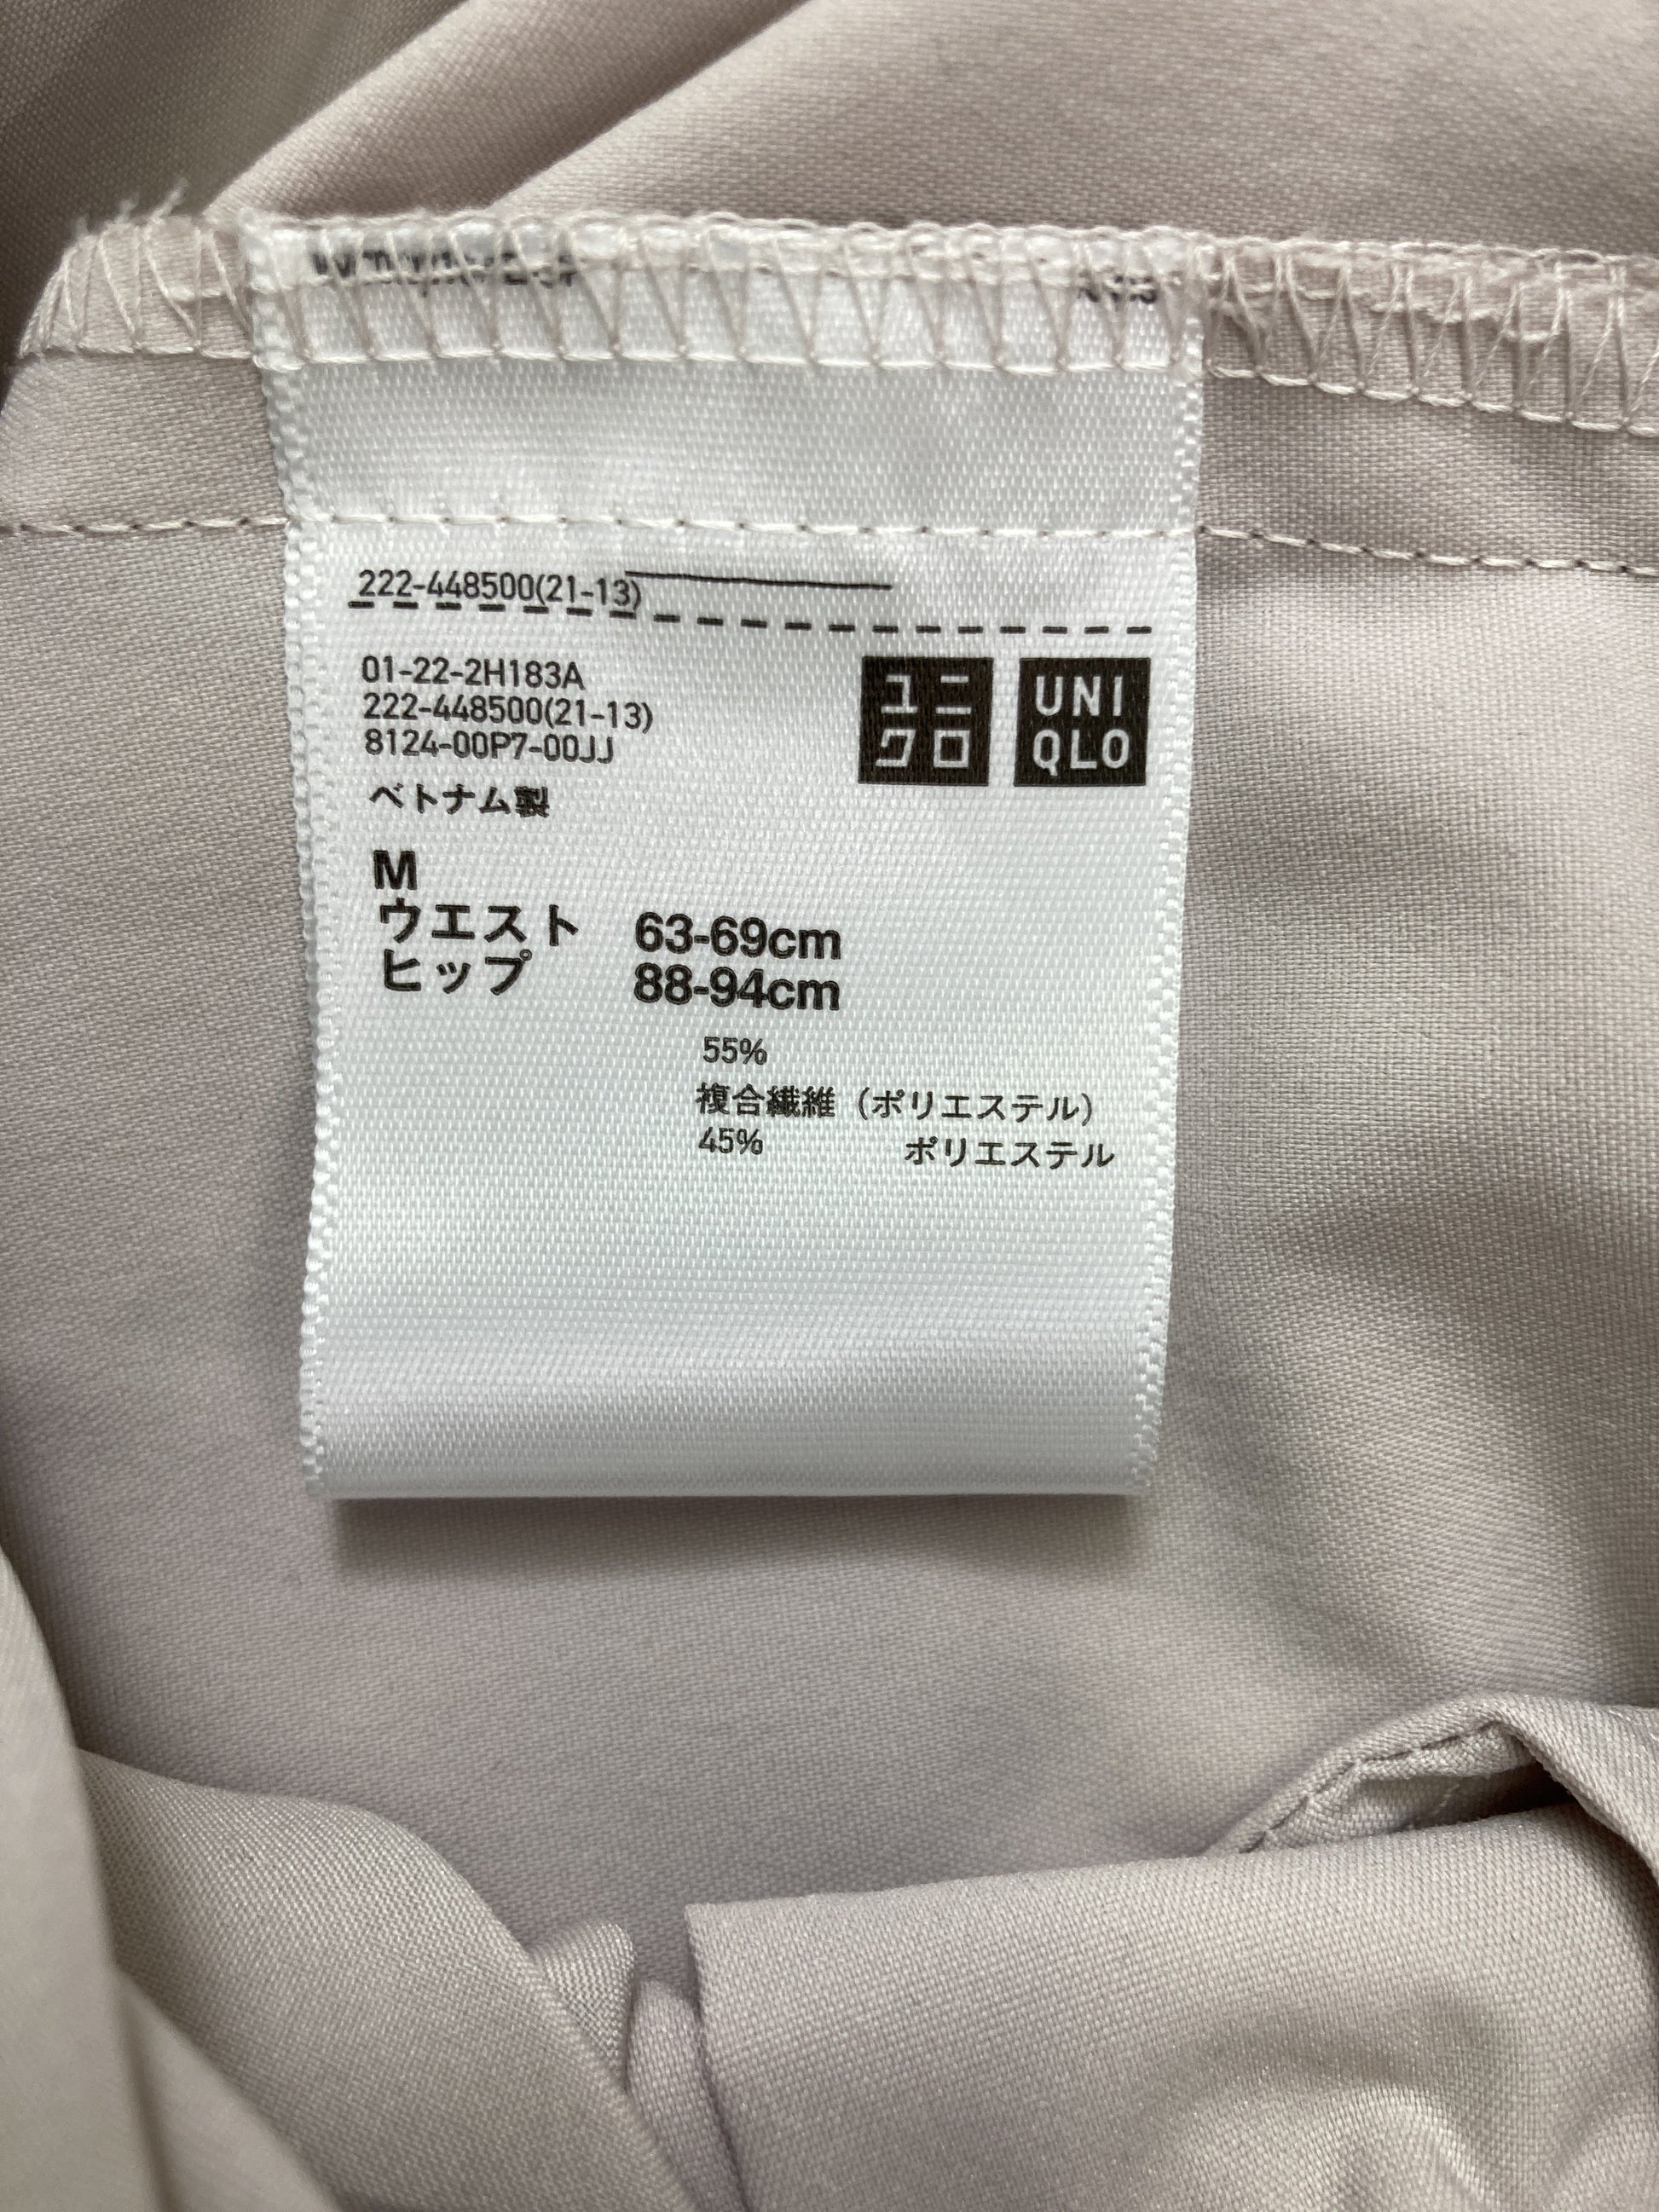 222-448500(21-13)
01-22-2H183A
222-448500(21-13)
8124-00P7-00JJ
ユニ
クロ
UNI
QLO
ベトナム製
M
ウエスト 63-69cm
ヒップ 88-94cm
55%
複合繊維（ポリエステル）
45% ポリエステル